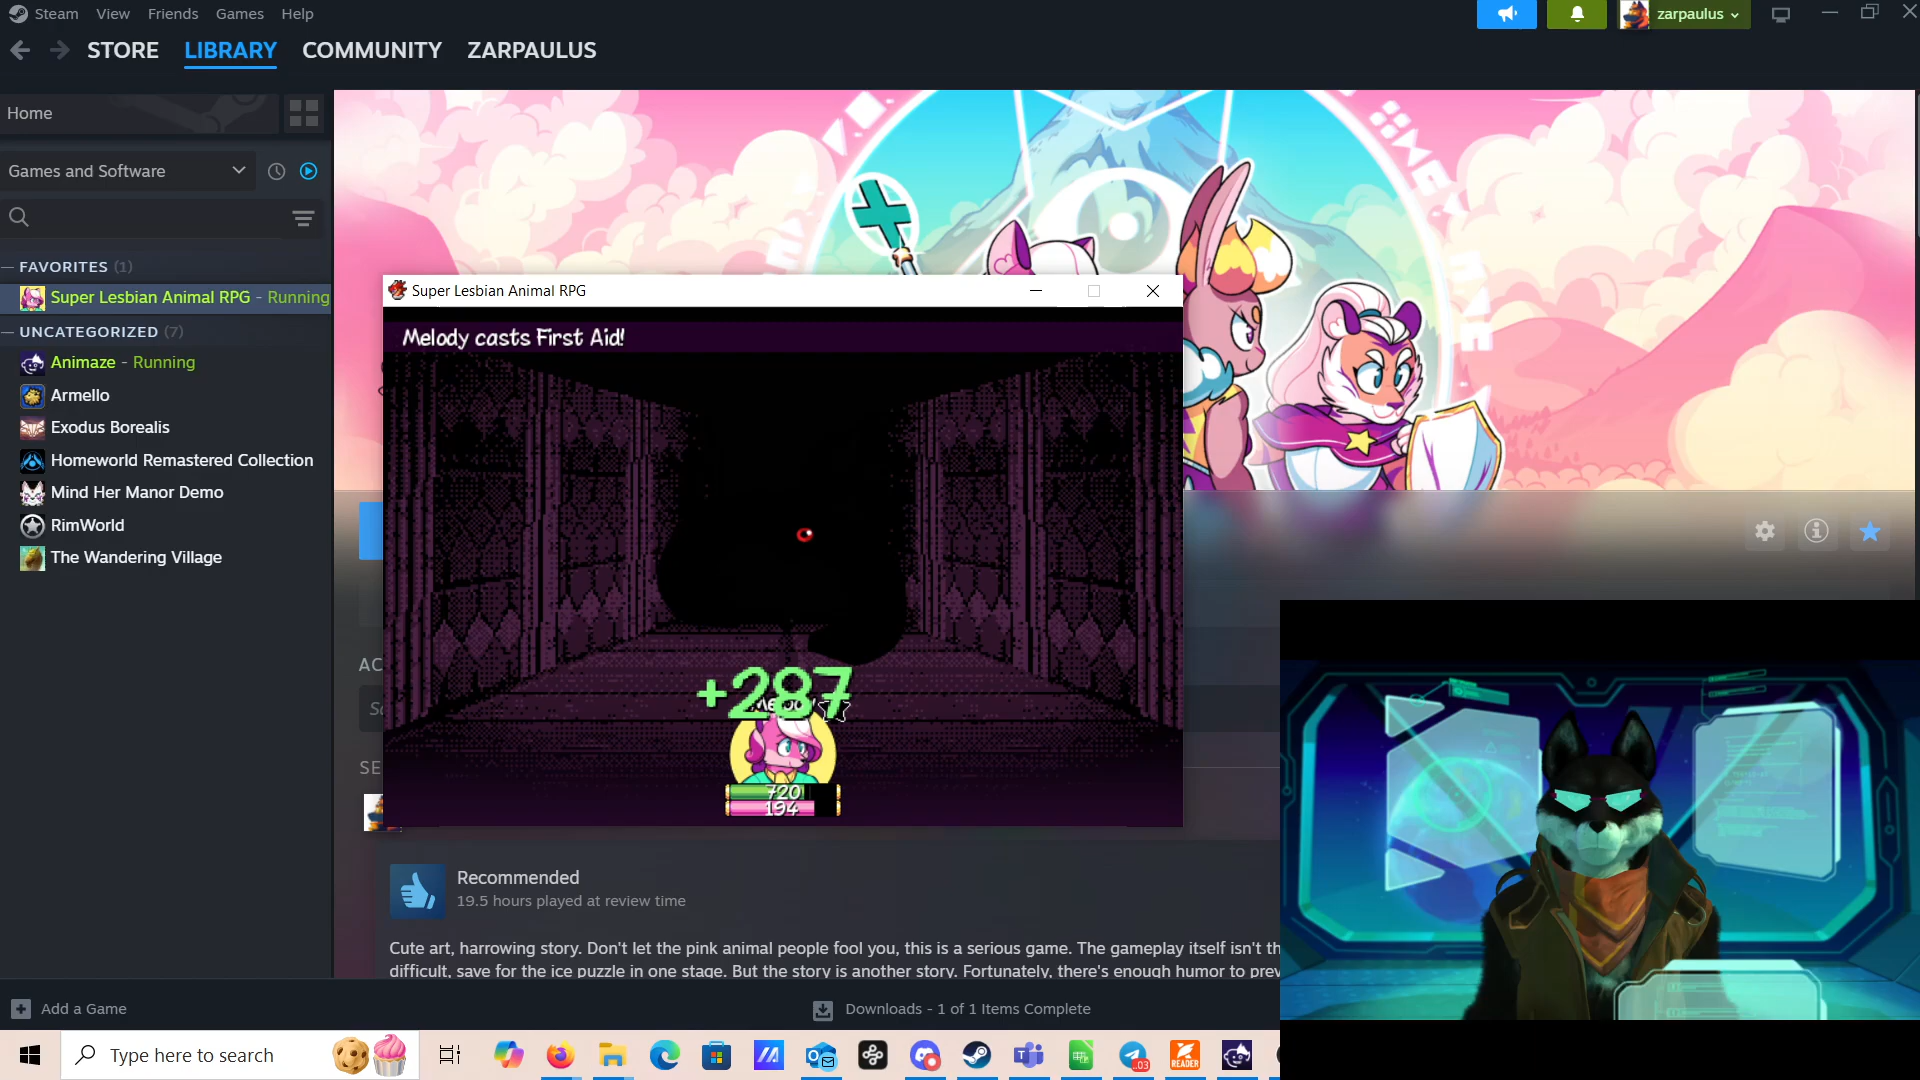 Steam View Friends Games Help
zarpaulus
STORE LIBRARY COMMUNITY ZARPAULUS
Home
Games and Software
— FAVORITES (1)
Super Lesbian Animal RPG - Running
— UNCATEGORIZED (7)
Animaze - Running
Armello
Exodus Borealis
Homeworld Remastered Collection
Mind Her Manor Demo
RimWorld
The Wandering Village
Super Lesbian Animal RPG
Melody casts First Aid!
+287
720
194
AC
SE
Recommended
19.5 hours played at review time
Cute art, harrowing story. Don't let the pink animal people fool you, this is a serious game. The gameplay itself isn't th
difficult, save for the ice puzzle in one stage. But the story is another story. Fortunately, there's enough humor to prev
Add a Game
Downloads - 1 of 1 Items Complete
Type here to search
READER